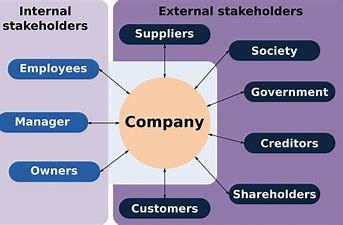 Internal
stakeholders
External stakeholders
Suppliers
Employees
Society
Government
Manager
Company
Creditors
Owners
Shareholders
Customers